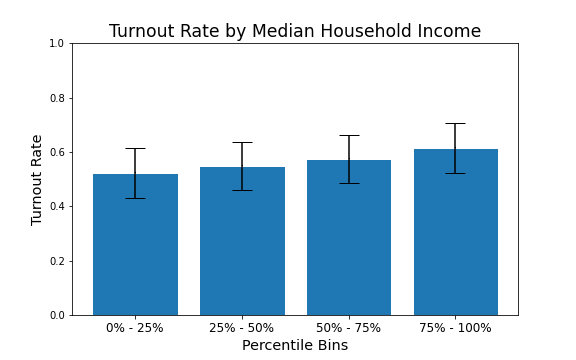 Turnout Rate by Median Household Income
1.0
0.8
0.6
0.4
0.2
0.0
Turnout Rate
0% - 25%
25% - 50%
50% - 75%
75% - 100%
Percentile Bins